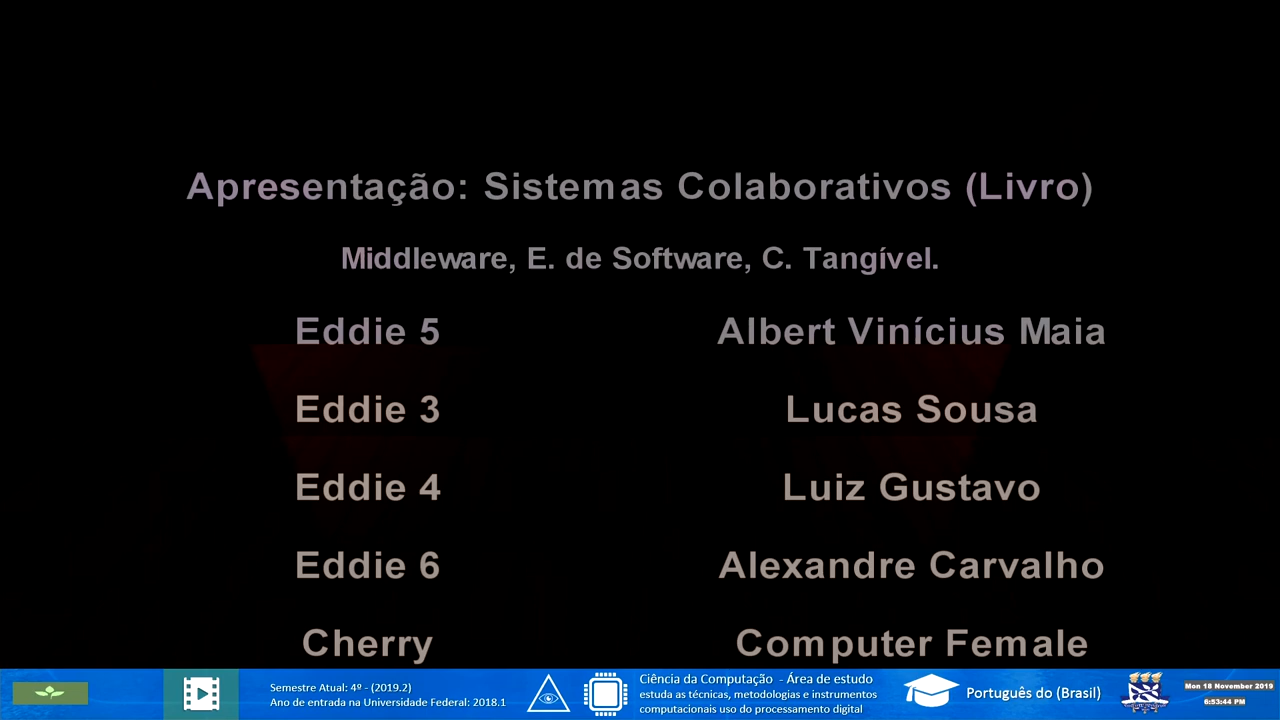 Apresentação: Sistemas Colaborativos (Livro)
Middleware, E. de Software, C. Tangível.
Eddie 5 Albert Vinícius Maia
Eddie 3 Lucas Sousa
Eddie 4 Luiz Gustavo
Eddie 6 Alexandre Carvalho
Cherry Computer Female
Semestre Atual: 4º - (2019.2)
Ano de entrada na Universidade Federal: 2018.1
Ciência da Computação - Área de estudo
estuda as técnicas, metodologias e instrumentos
computacionais uso do processamento digital
Português do (Brasil)
Mon 18 November 2019
6:53:44 PM